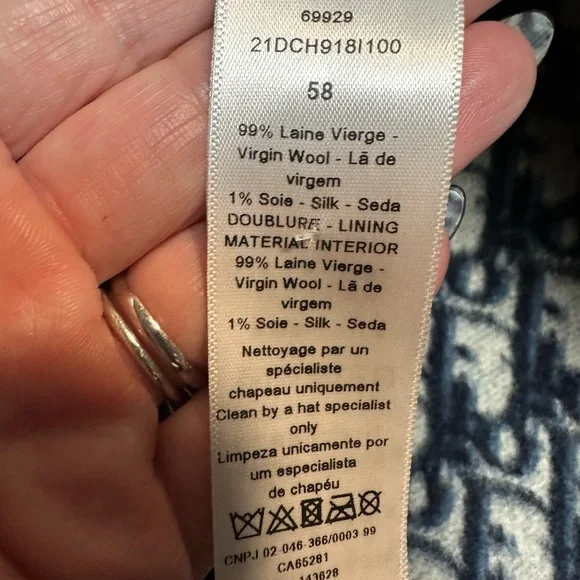 69929
21DCH918I100
58
99% Laine Vierge -
Virgin Wool - Lã de
virgem
1% Soie - Silk - Seda
DOUBLURE - LINING
MATERIAL INTERIOR
99% Laine Vierge -
Virgin Wool - Lã de
virgem
1% Soie - Silk - Seda
Nettoyage par un
spécialiste
chapeau uniquement
Clean by a hat specialist
only
Limpeza unicamente por
um especialista
de chapéu
CNPJ 02-046-366/0003-99
CA65281
143628